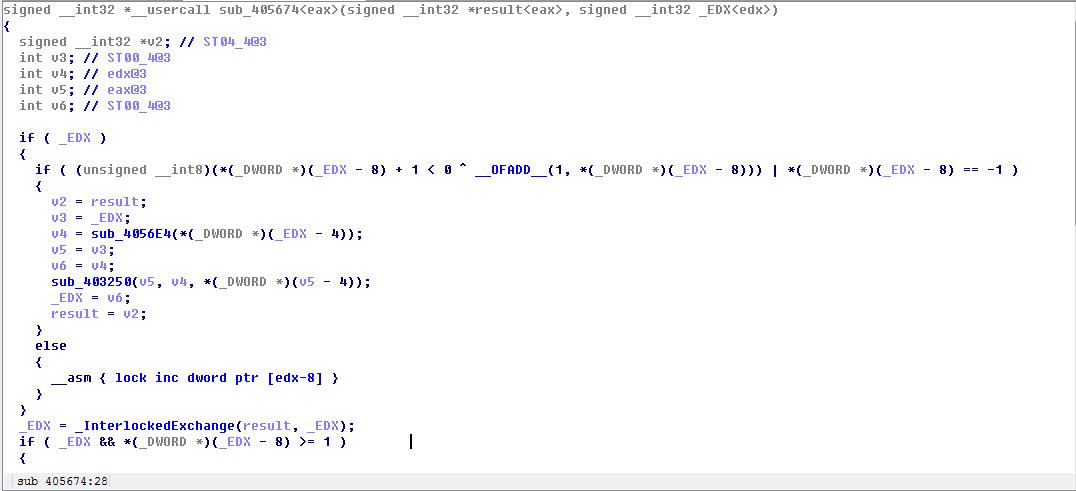 signed __int32 *__usercall sub_405674<eax>(signed __int32 *result<eax>, signed __int32 _EDX<edx>)
{
  signed __int32 *v2; // ST04_4@3
  int v3; // ST00_4@3
  int v4; // edx@3
  int v5; // eax@3
  int v6; // ST00_4@3
  if ( _EDX )
  {
    if ( (unsigned __int8)(*(_DWORD *)(_EDX - 8) + 1 < 0 ^ __OFADD__(1, *(_DWORD *)(_EDX - 8))) | *(_DWORD *)(_EDX - 8) == -1 )
    {
      v2 = result;
      v3 = _EDX;
      v4 = sub_4056E4(*(_DWORD *)(_EDX - 4));
      v5 = v3;
      v6 = v4;
      sub_403250(v5, v4, *(_DWORD *)(v5 - 4));
      _EDX = v6;
      result = v2;
    }
    else
    {
      __asm { lock inc dword ptr [edx-8] }
    }
  }
  _EDX = _InterlockedExchange(result, _EDX);
  if ( _EDX && *(_DWORD *)(_EDX - 8) >= 1 )
  {
sub 405674:28